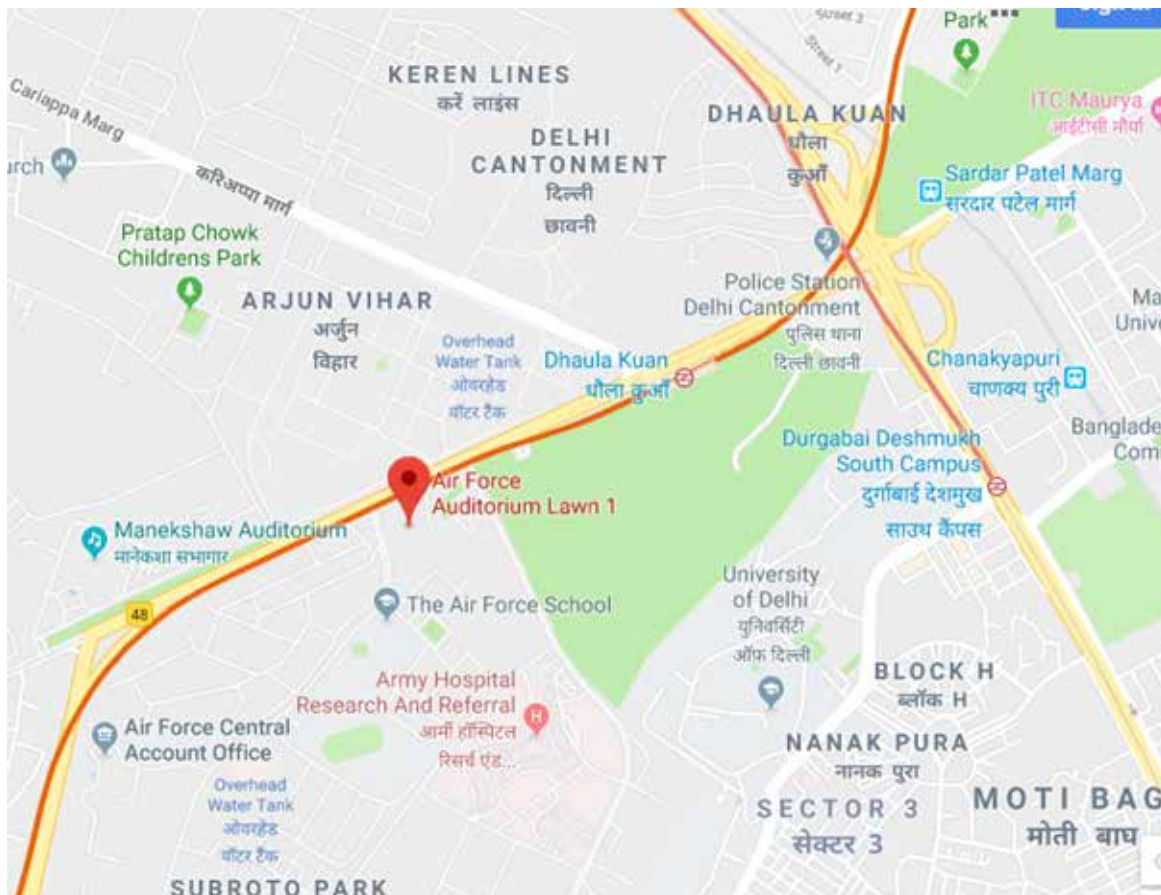 Street 3
Street 3
Park
KEREN LINES
करें लाइंस
Cariappa Marg
करिअप्पा मार्ग
DHAULA KUAN
धौला
कुआँ
ITC Maurya
आईटीसी मौर्या
DELHI
CANTONMENT
दिल्ली
छावनी
Sardar Patel Marg
सरदार पटेल मार्ग
Pratap Chowk
Childrens Park
ARJUN VIHAR
अर्जुन
विहार
Police Station
Delhi Cantonment
पुलिस थाना
दिल्ली छावनी
Overhead
Water Tank
ओवरहेड
वॉटर टैंक
Dhaula Kuan
धौला कुआँ
Chanakyapuri
चाणक्य पुरी
Durgabai Deshmukh
South Campus
दुर्गाबाई देशमुख
साउथ कैंपस
Air Force
Auditorium Lawn 1
Manekshaw Auditorium
मानेकशा सभागार
48
The Air Force School
University
of Delhi
युनिवर्सिटी
ऑफ़ दिल्ली
Army Hospital
Research And Referral
आर्मी हॉस्पिटल
रिसर्च एंड...
H
BLOCK H
ब्लॉक H
Air Force Central
Account Office
NANAK PURA
नानक पुरा
Overhead
Water Tank
ओवरहेड
वॉटर टैंक
SECTOR 3
सेक्टर 3
MOTI BAG
मोती बाघ
SUBROTO PARK